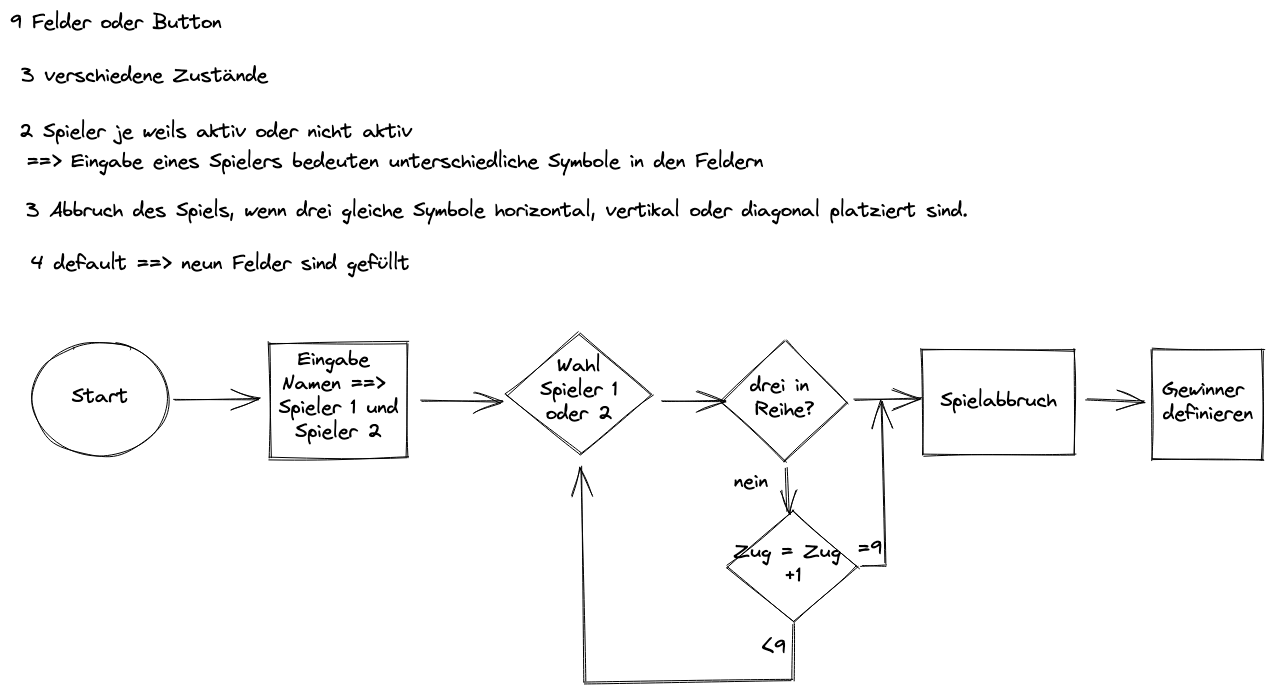 9 Felder oder Button
3 verschiedene Zustände
2 Spieler je weils aktiv oder nicht aktiv
==> Eingabe eines Spielers bedeuten unterschiedliche Symbole in den Feldern
3 Abbruch des Spiels, wenn drei gleiche Symbole horizontal, vertikal oder diagonal platziert sind.
4 default ==> neun Felder sind gefüllt
Start
Eingabe
Namen ==>
Spieler 1 und
Spieler 2
Wahl
Spieler 1
oder 2
drei in
Reihe?
Spielabbruch
Gewinner
definieren
nein
Zug = Zug
+1
=9
<9